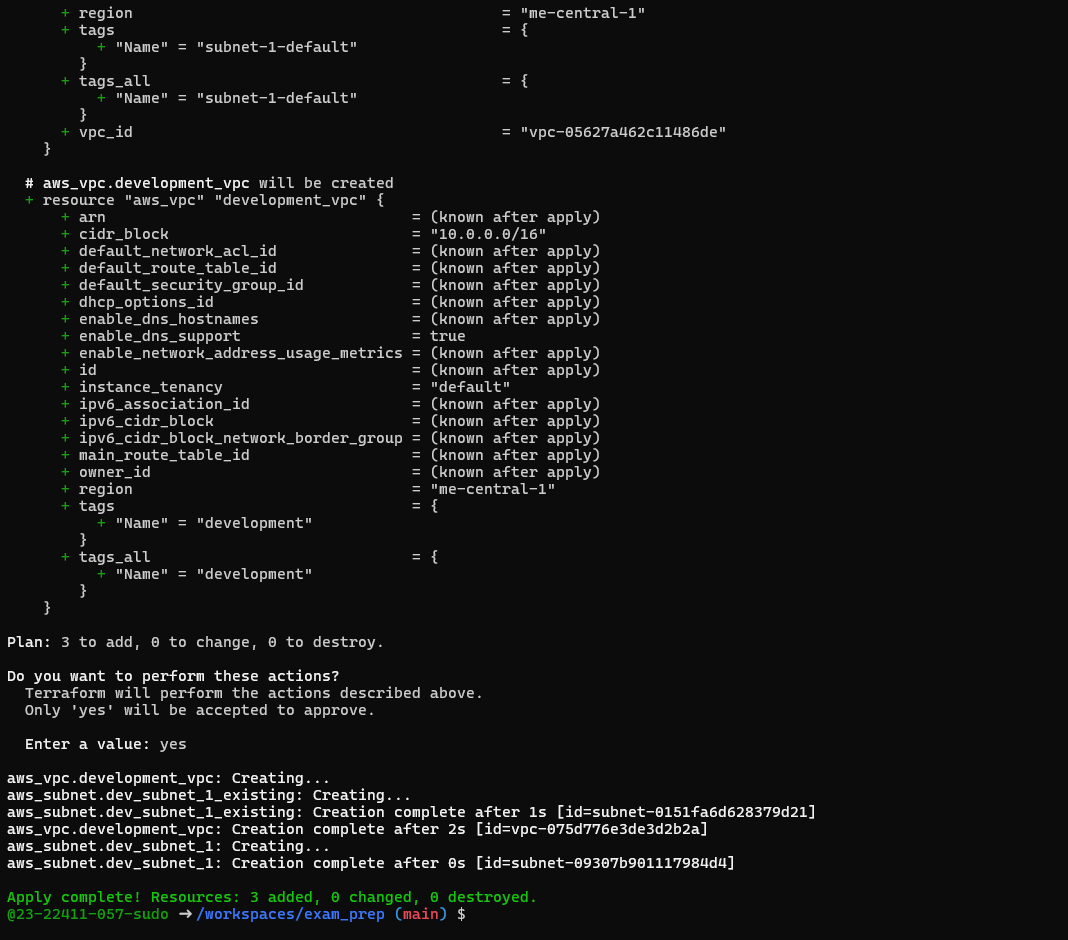 + region                                         = "me-central-1"
      + tags                                           = {
          + "Name" = "subnet-1-default"
        }
      + tags_all                                       = {
          + "Name" = "subnet-1-default"
        }
      + vpc_id                                         = "vpc-05627a462c11486de"
    }

  # aws_vpc.development_vpc will be created
  + resource "aws_vpc" "development_vpc" {
      + arn                                  = (known after apply)
      + cidr_block                           = "10.0.0.0/16"
      + default_network_acl_id               = (known after apply)
      + default_route_table_id               = (known after apply)
      + default_security_group_id            = (known after apply)
      + dhcp_options_id                      = (known after apply)
      + enable_dns_hostnames                 = (known after apply)
      + enable_dns_support                   = true
      + enable_network_address_usage_metrics = (known after apply)
      + id                                   = (known after apply)
      + instance_tenancy                     = "default"
      + ipv6_association_id                  = (known after apply)
      + ipv6_cidr_block                      = (known after apply)
      + ipv6_cidr_block_network_border_group = (known after apply)
      + main_route_table_id                  = (known after apply)
      + owner_id                             = (known after apply)
      + region                               = "me-central-1"
      + tags                                 = {
          + "Name" = "development"
        }
      + tags_all                             = {
          + "Name" = "development"
        }
    }

Plan: 3 to add, 0 to change, 0 to destroy.

Do you want to perform these actions?
  Terraform will perform the actions described above.
  Only 'yes' will be accepted to approve.

  Enter a value: yes

aws_vpc.development_vpc: Creating...
aws_subnet.dev_subnet_1_existing: Creating...
aws_subnet.dev_subnet_1_existing: Creation complete after 1s [id=subnet-0151fa6d628379d21]
aws_vpc.development_vpc: Creation complete after 2s [id=vpc-075d776e3de3d2b2a]
aws_subnet.dev_subnet_1: Creating...
aws_subnet.dev_subnet_1: Creation complete after 0s [id=subnet-09307b901117984d4]

Apply complete! Resources: 3 added, 0 changed, 0 destroyed.
@23-22411-057-sudo ➜ /workspaces/exam_prep (main) $